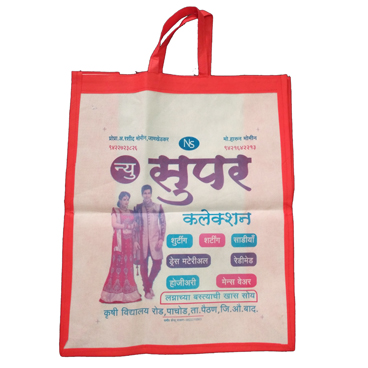 NS
मो.हारुन मोमीन
न्यु सुपर
कलेक्शन
शुटींग शर्टींग साडीयाँ
ड्रेस मटेरीअल रेडीमेड
होजीअरी मेन्स वेअर
लग्नाच्या बस्त्याची खास सोय
कृषी विद्यालय रोड,पाचोड,ता.पैठण,जि.औ.बाद.